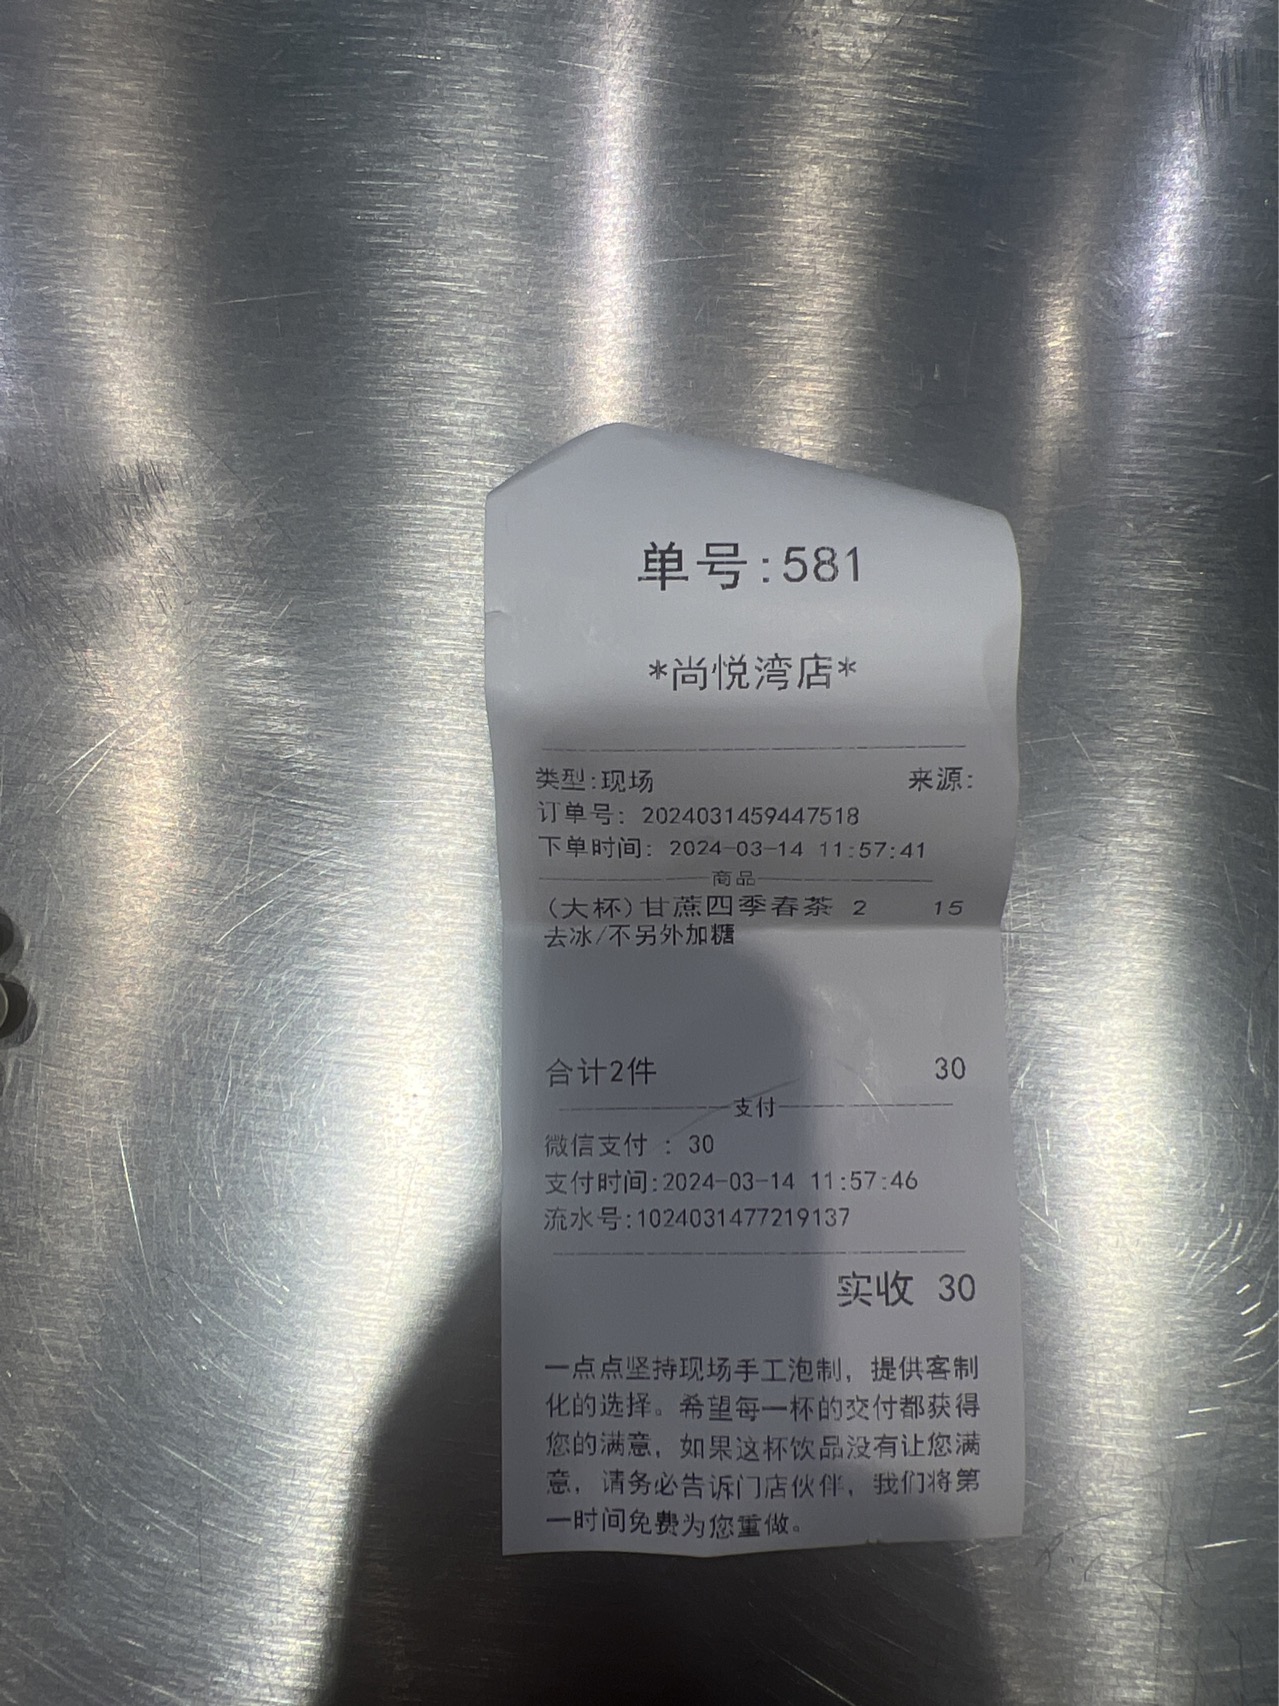 单号:581
*尚悦湾店*
类型:现场 来源:
订单号: 2024031459447518
下单时间: 2024-03-14 11:57:41
商品
(大杯)甘蔗四季春茶 2 15
去冰/不另外加糖
合计2件 30
支付
微信支付 : 30
支付时间:2024-03-14 11:57:46
流水号:1024031477219137
实收 30
一点点坚持现场手工泡制，提供客制
化的选择。希望每一杯的交付都获得
您的满意，如果这杯饮品没有让您满
意，请务必告诉门店伙伴，我们将第
一时间免费为您重做。